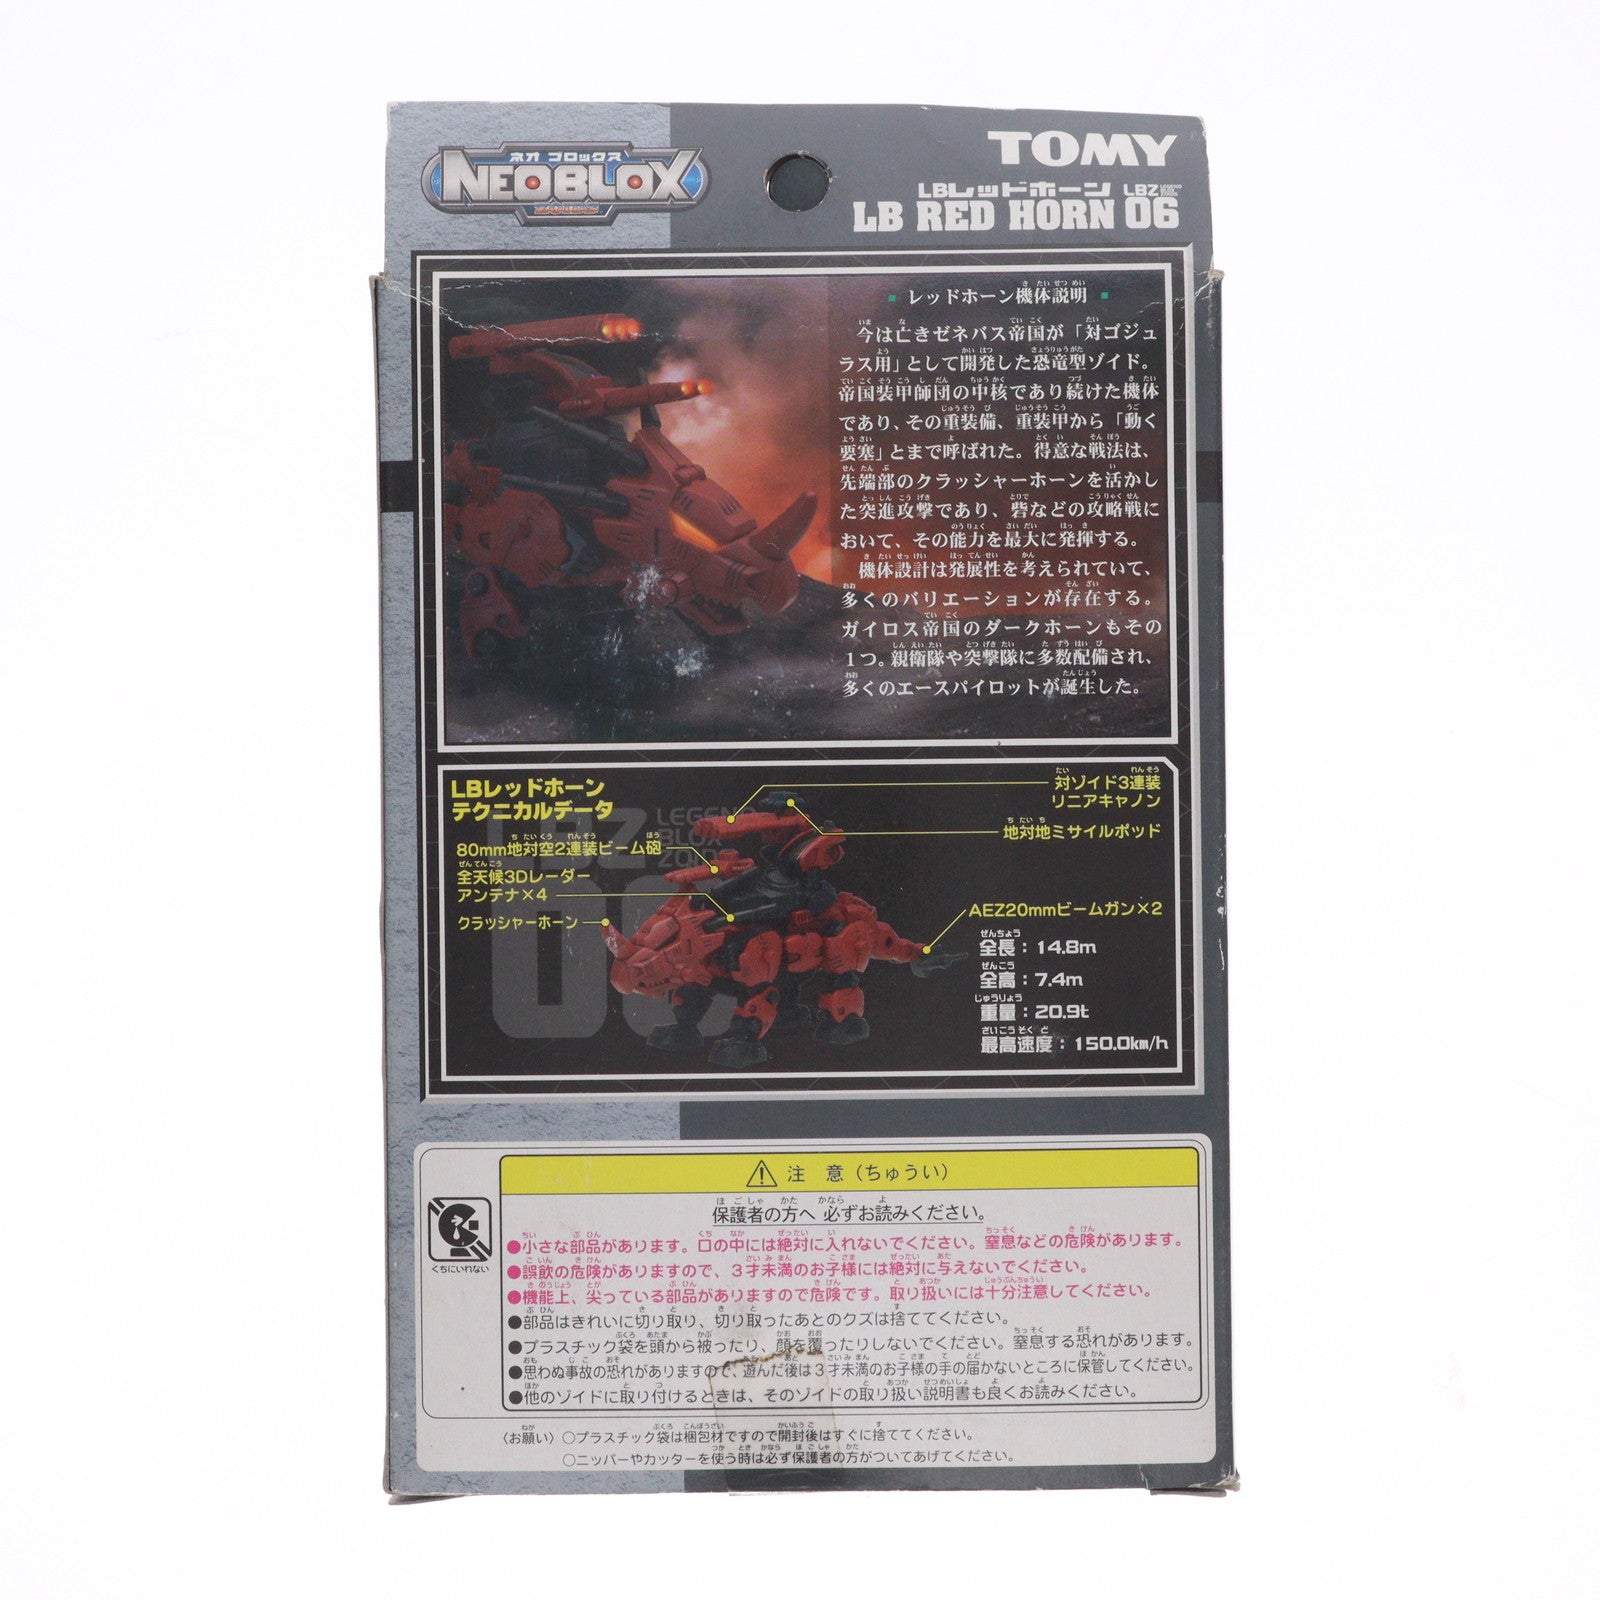 ネオ ブロックス
NEOBLOX
TOMY
LBレッドホーン LBZ LEGEND BLOX ZOIDS
LB RED HORN 06
レッドホーン機体説明
今は亡きゼネバス帝国が「対ゴジュ
ラス用」として開発した恐竜型ゾイド。
帝国装甲師団の中核であり続けた機体
であり、その重装備、重装甲から「動く
要塞」とまで呼ばれた。得意な戦法は、
先端部のクラッシャーホーンを活かし
た突進攻撃であり、砦などの攻略戦に
おいて、その能力を最大に発揮する。
機体設計は発展性を考えられていて、
多くのバリエーションが存在する。
ガイロス帝国のダークホーンもその
1つ。親衛隊や突撃隊に多数配備され、
多くのエースパイロットが誕生した。
LBレッドホーン
テクニカルデータ
LBZ
LEGEND
BLOX
ZOIDS
06
対ゾイド3連装
リニアキャノン
地対地ミサイルポッド
80mm地対空2連装ビーム砲
全天候3Dレーダー
アンテナ×4
クラッシャーホーン
AEZ20mmビームガン×2
全長：14.8m
全高：7.4m
重量：20.9t
最高速度：150.0km/h
注 意（ちゅうい）
保護者の方へ 必ずお読みください。
くちにいれない
●小さな部品があります。口の中には絶対に入れないでください。窒息などの危険があります。
●誤飲の危険がありますので、3才未満のお子様には絶対に与えないでください。
●機能上、尖っている部品がありますので危険です。取り扱いには十分注意してください。
●部品はきれいに切り取り、切り取ったあとのクズは捨ててください。
●プラスチック袋を頭から被ったり、顔を覆ったりしないでください。窒息する恐れがあります。
●思わぬ事故の恐れがありますので、遊んだ後は3才未満のお子様の手の届かないところに保管してください。
●他のゾイドに取り付けるときは、そのゾイドの取り扱い説明書も良くお読みください。
〈お願い〉○プラスチック袋は梱包材ですので開封後はすぐに捨ててください。
○ニッパーやカッターを使う時は必ず保護者の方がついてあげてください。